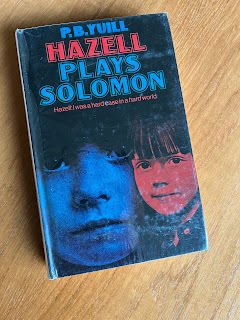 P.B.YUILL
HAZELL
PLAYS
SOLOMON
Hazell: I was a hard case in a hard world